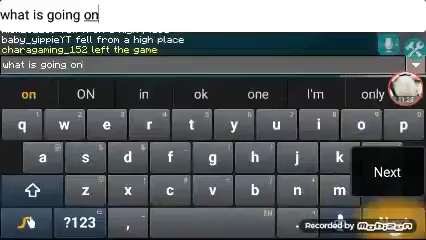 what is going on
baby_yippieYT fell from a high place
charagaming_152 left the game
what is going on
on ON in ok one I'm only
q w e r t y u i o p
a s d f g h j k
Next
z x c v b n m
?123 , EN .
Recorded by Mobizen